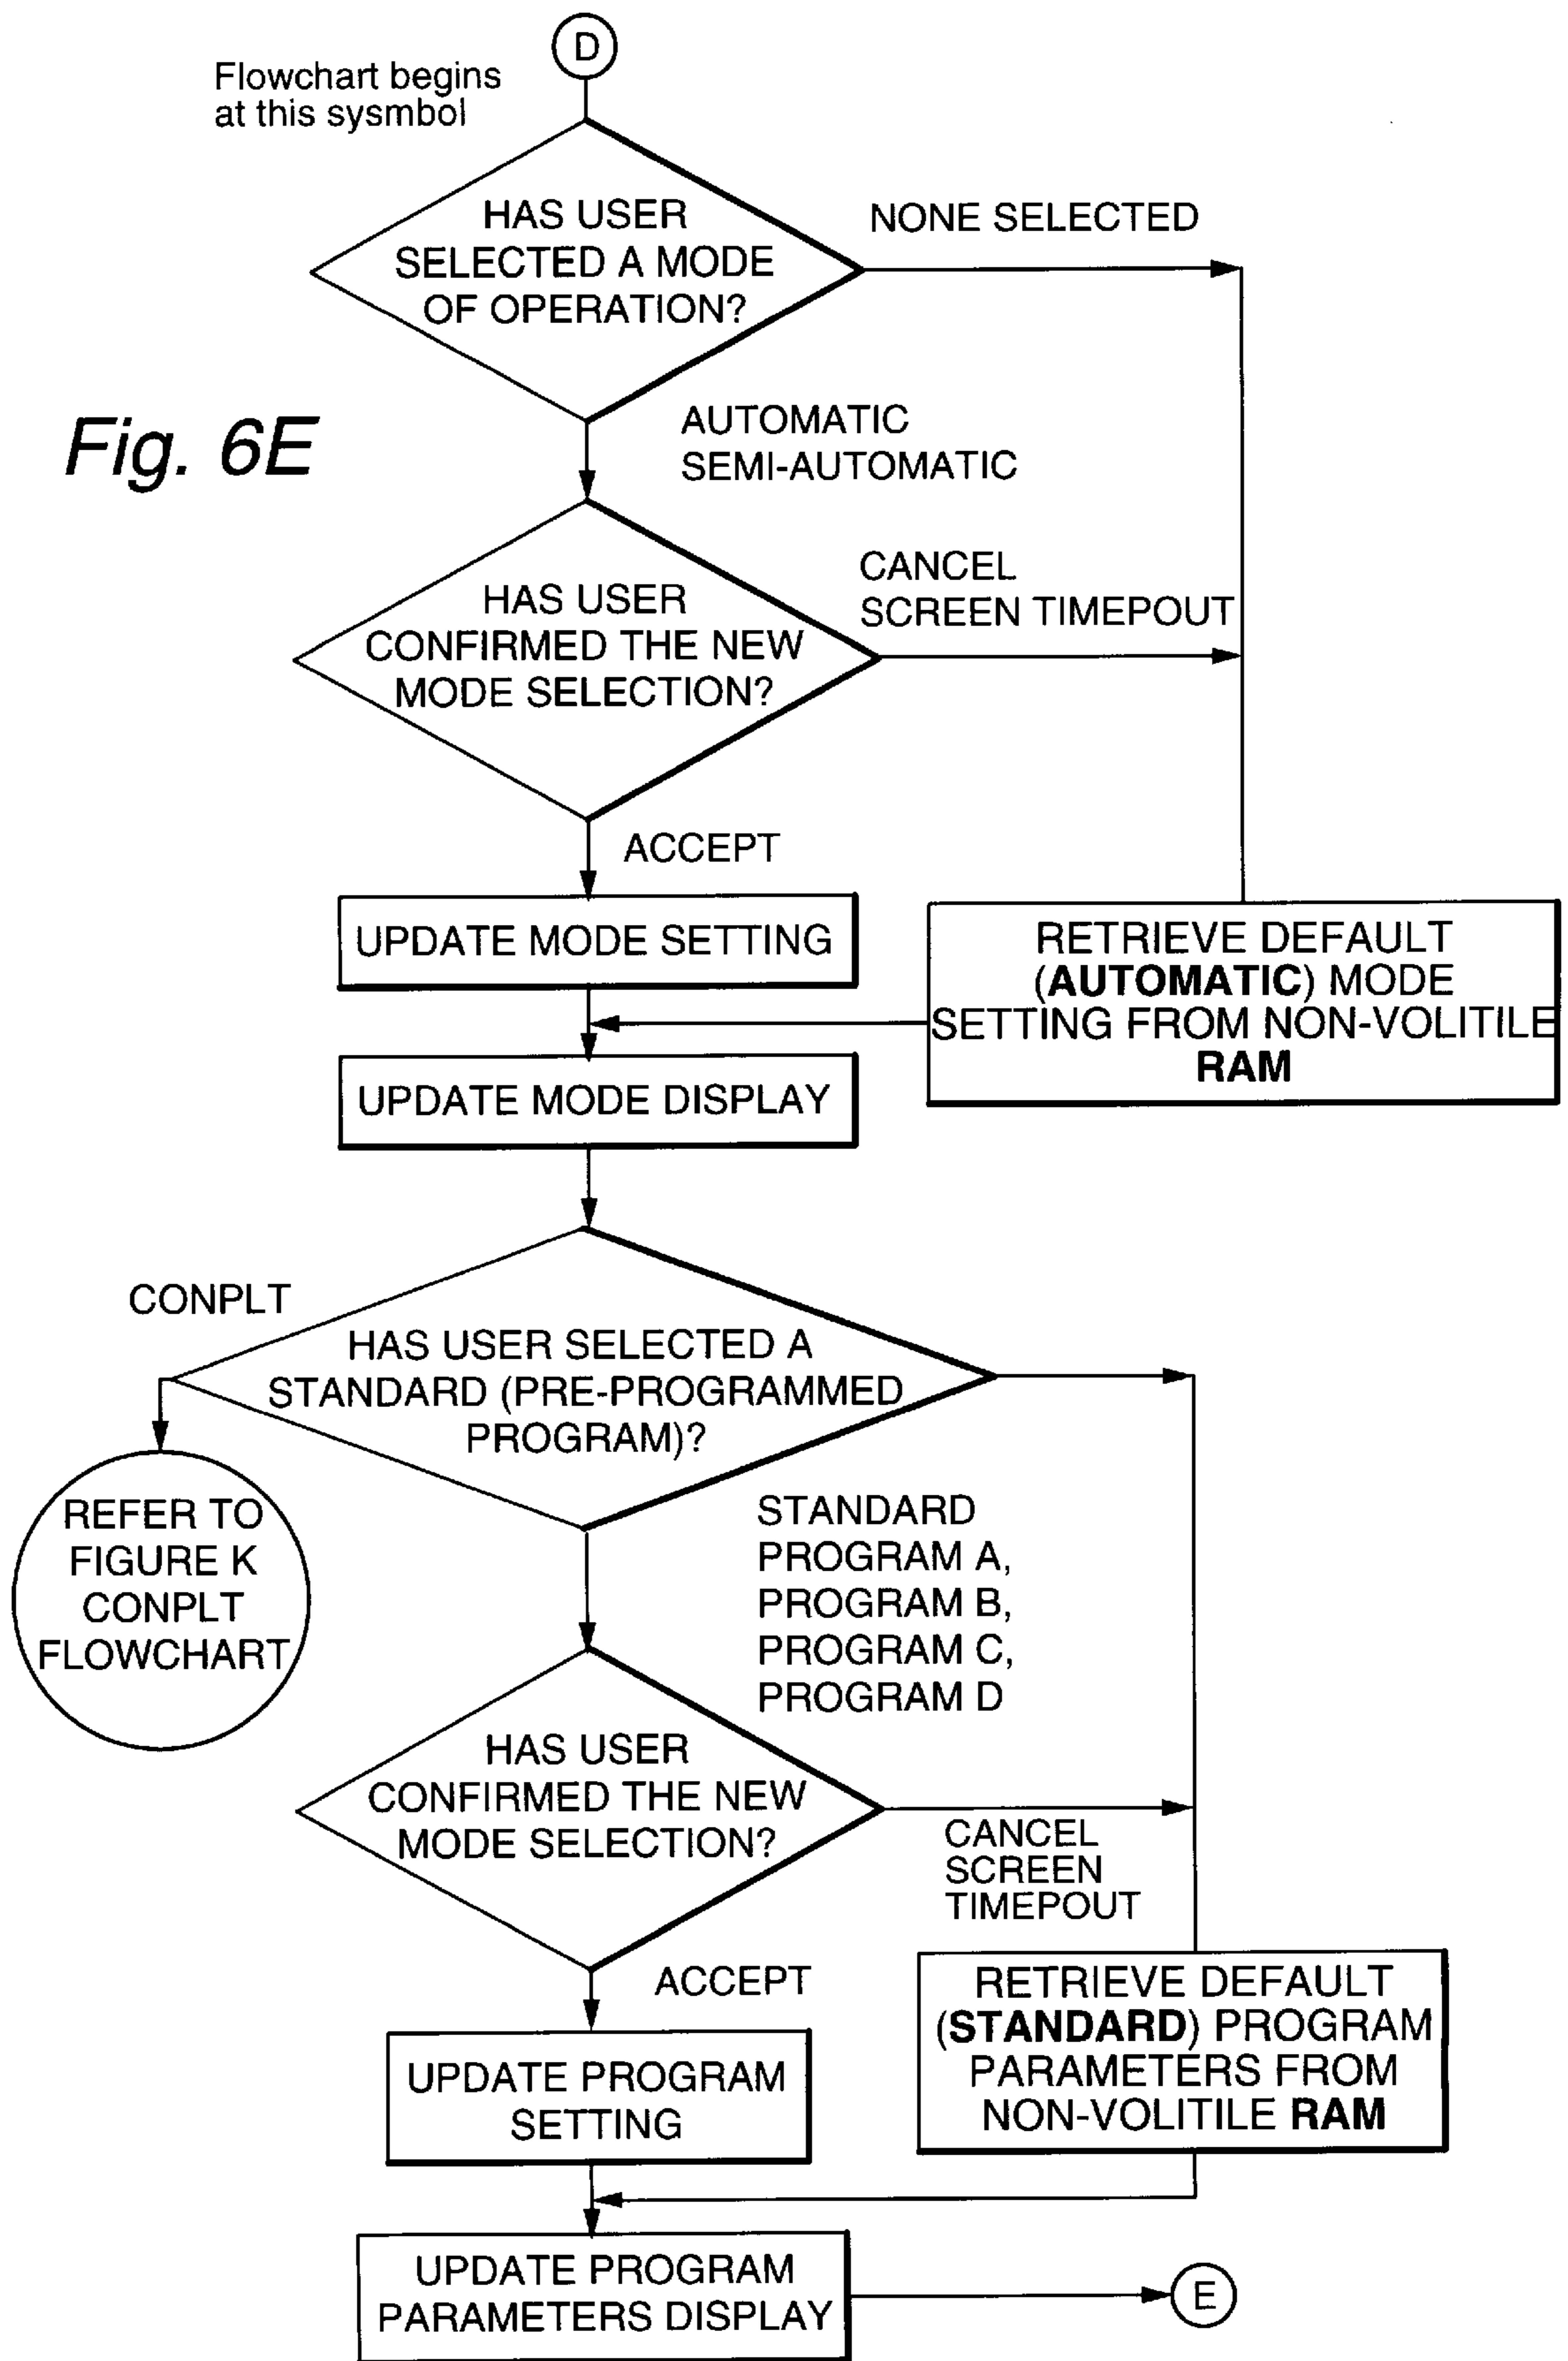 D
Flowchart begins
at this sysmbol
HAS USER
SELECTED A MODE
OF OPERATION?
NONE SELECTED
Fig. 6E
AUTOMATIC
SEMI-AUTOMATIC
HAS USER
CONFIRMED THE NEW
MODE SELECTION?
CANCEL
SCREEN TIMEPOUT
ACCEPT
UPDATE MODE SETTING
RETRIEVE DEFAULT
(AUTOMATIC) MODE
SETTING FROM NON-VOLITILE
RAM
UPDATE MODE DISPLAY
CONPLT
HAS USER SELECTED A
STANDARD (PRE-PROGRAMMED
PROGRAM)?
REFER TO
FIGURE K
CONPLT
FLOWCHART
STANDARD
PROGRAM A,
PROGRAM B,
PROGRAM C,
PROGRAM D
HAS USER
CONFIRMED THE NEW
MODE SELECTION?
CANCEL
SCREEN
TIMEPOUT
ACCEPT
UPDATE PROGRAM
SETTING
RETRIEVE DEFAULT
(STANDARD) PROGRAM
PARAMETERS FROM
NON-VOLITILE RAM
UPDATE PROGRAM
PARAMETERS DISPLAY
E